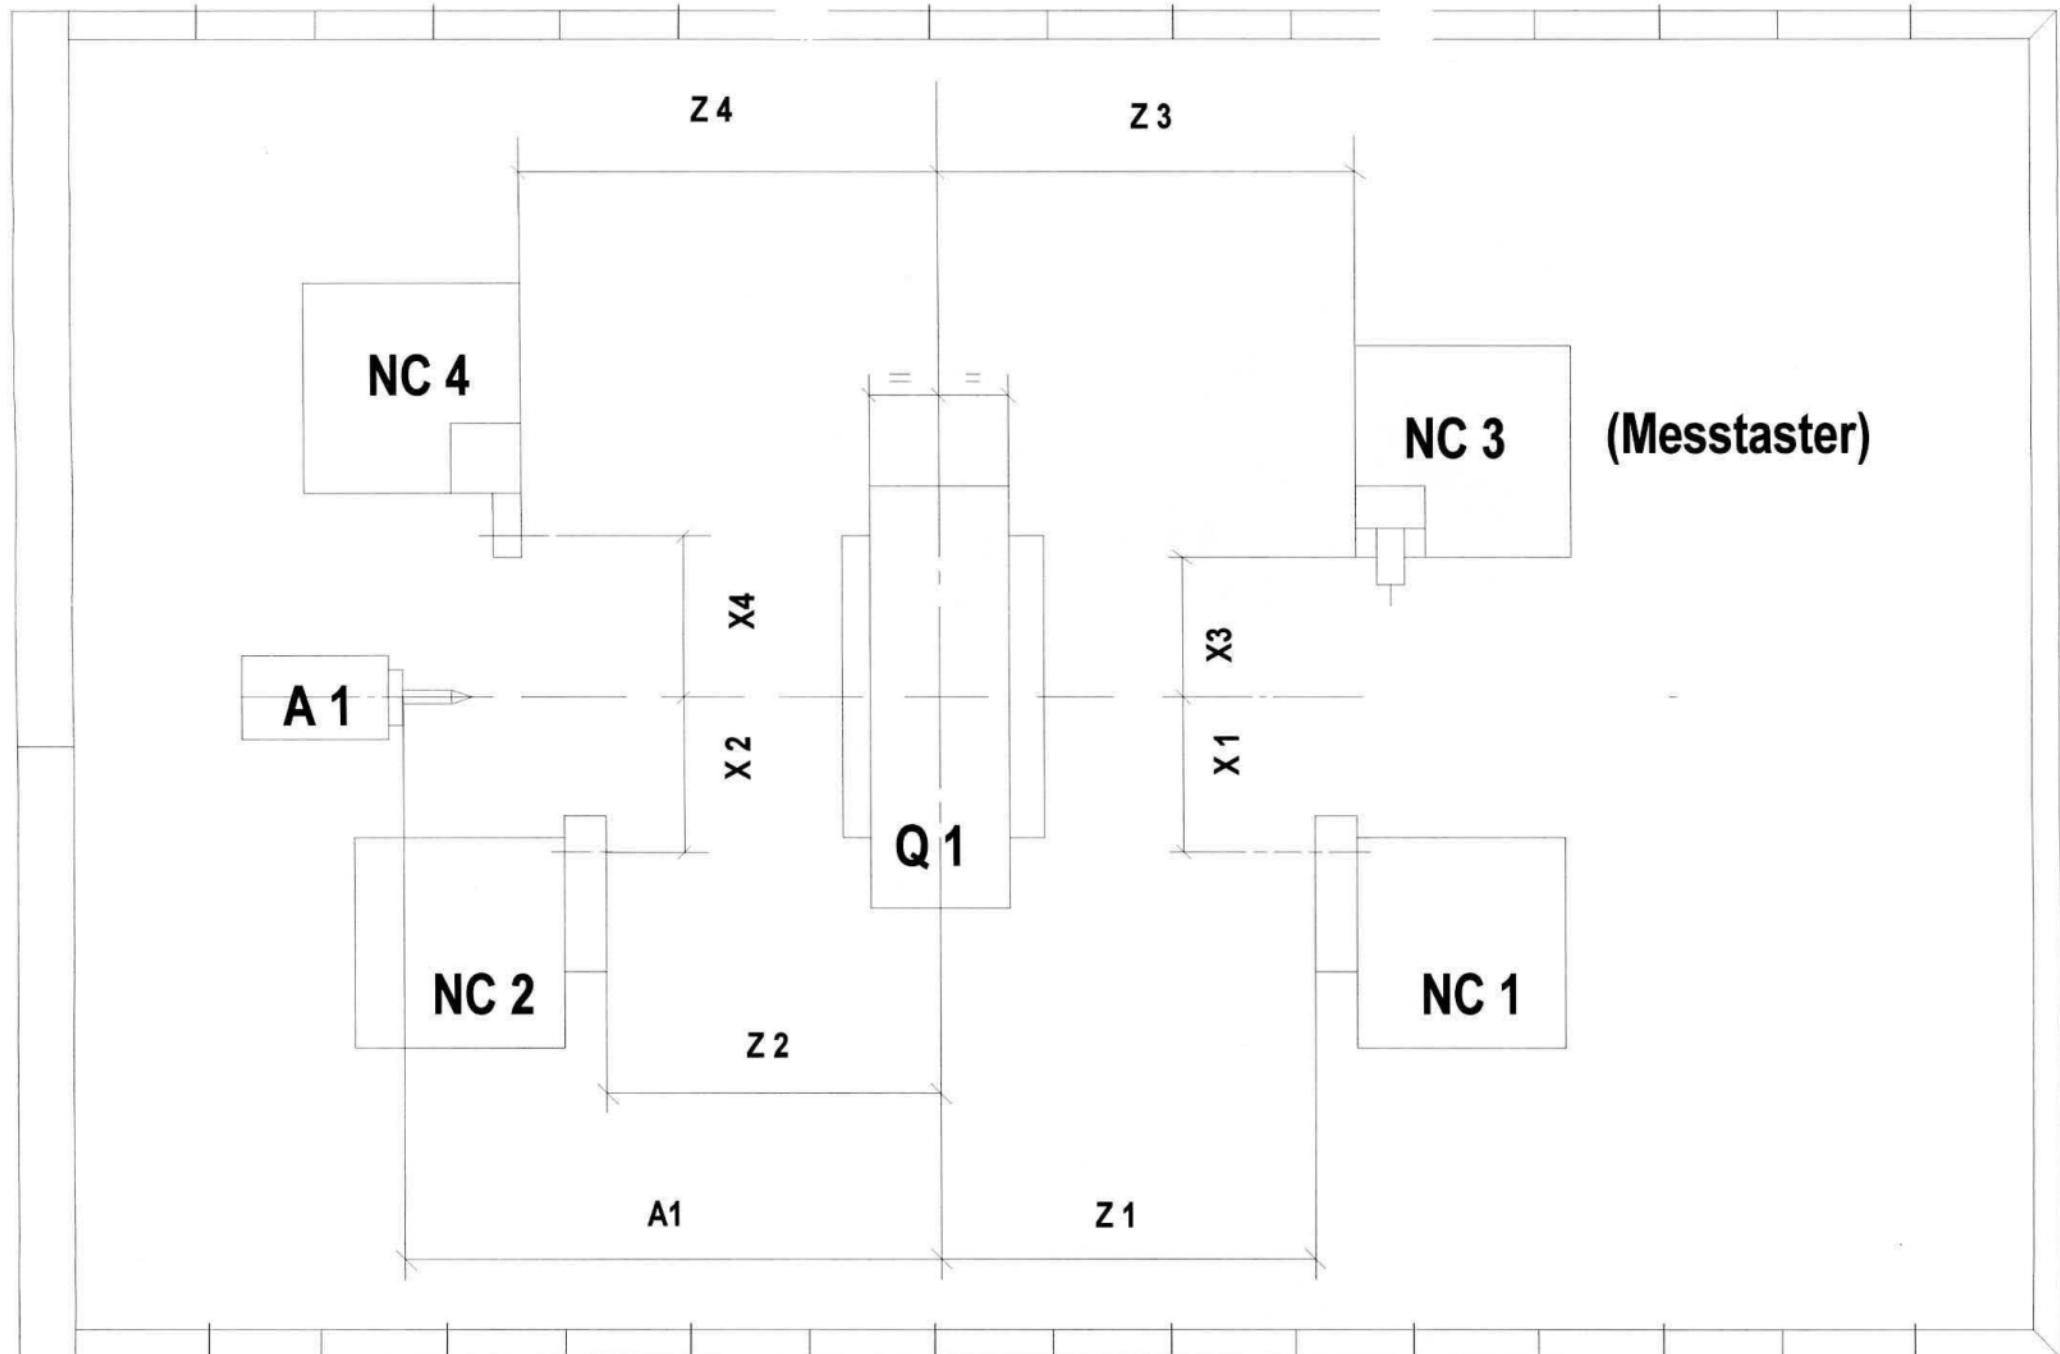 Z 4
Z 3
NC 4
NC 3
(Messtaster)
X4
X3
A 1
X 2
X 1
Q 1
NC 2
NC 1
Z 2
A1
Z 1